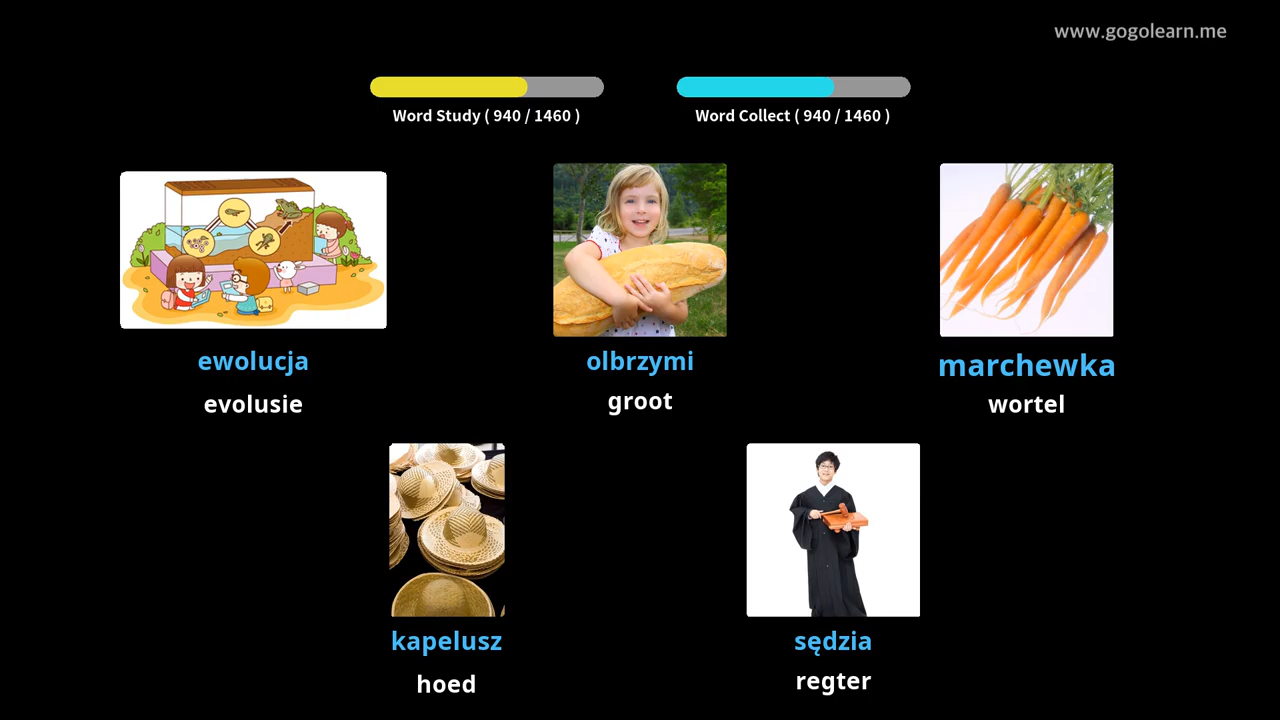 www.gogolearn.me
Word Study ( 940 / 1460 )
Word Collect ( 940 / 1460 )
ewolucja
evolusie
olbrzymi
groot
marchewka
wortel
kapelusz
hoed
sędzia
regter